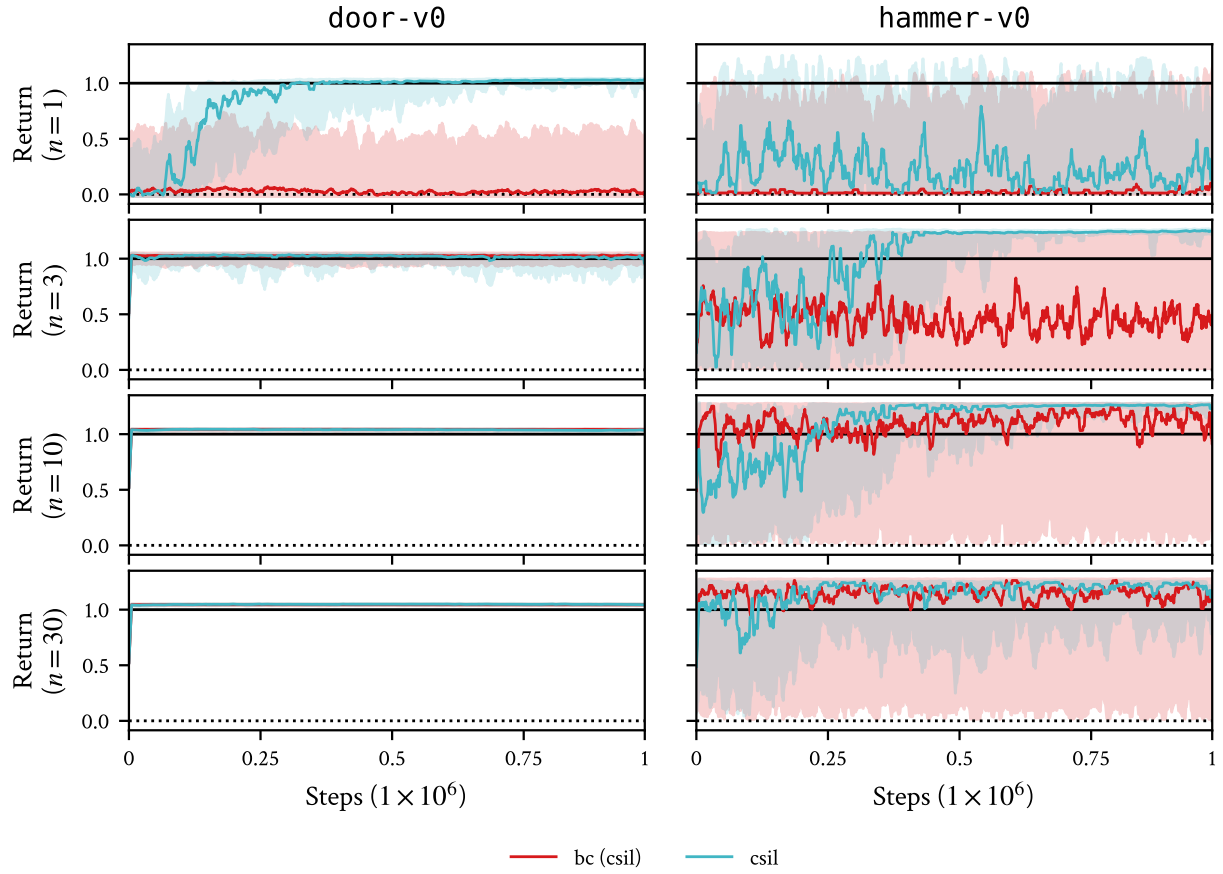 door-v0
hammer-v0
Return
(n = 1)
1.0
0.5
0.0
Return
(n = 3)
1.0
0.5
0.0
Return
(n = 10)
1.0
0.5
0.0
Return
(n = 30)
1.0
0.5
0.0
0 0.25 0.5 0.75 1
0 0.25 0.5 0.75 1
Steps (1 × 10⁶)
Steps (1 × 10⁶)
bc (csil)
csil